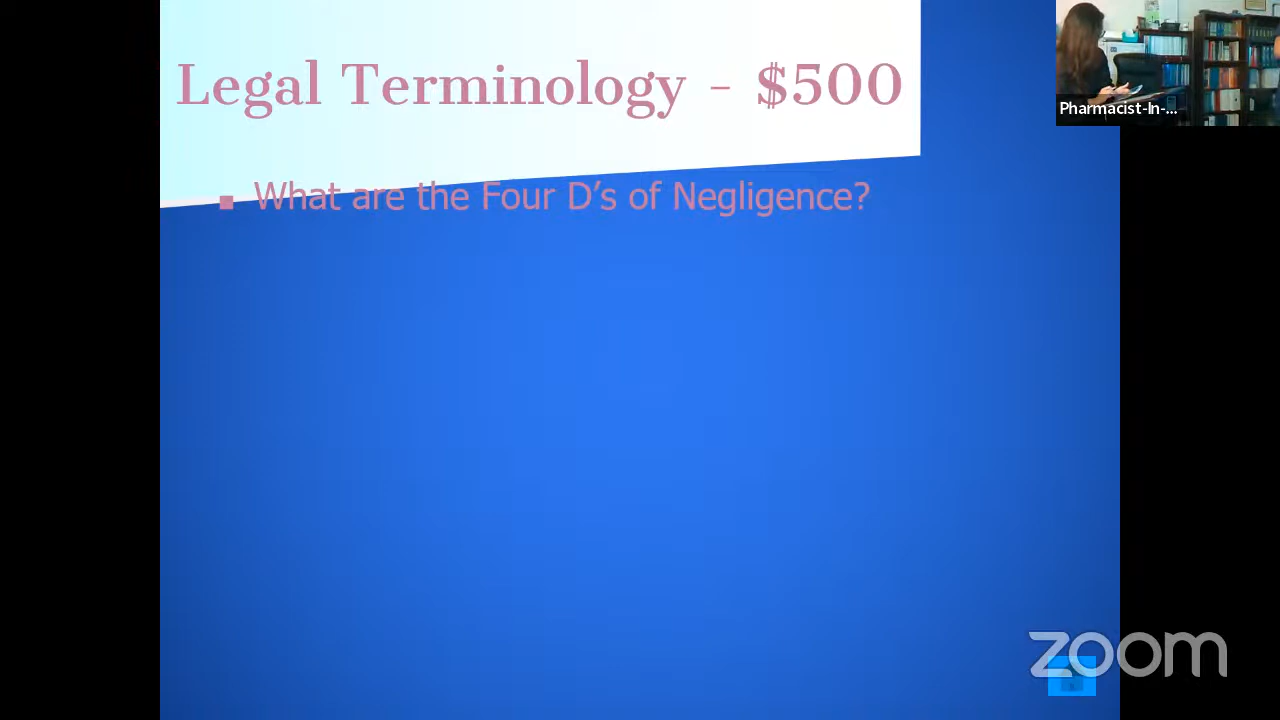 Legal Terminology - $500
What are the Four D’s of Negligence?
Pharmacist-In-...
zoom